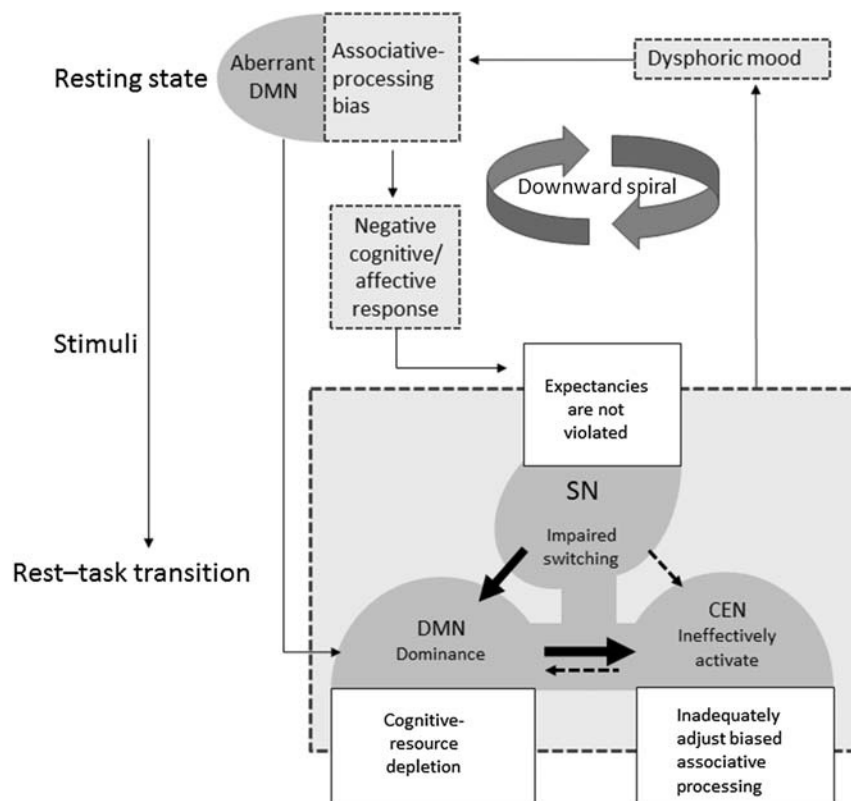 Resting state
Aberrant
DMN
Associative-
processing
bias
Dysphoric mood
Downward spiral
Negative
cognitive/
affective
response
Stimuli
Expectancies
are not
violated
SN
Impaired
switching
Rest–task transition
DMN
Dominance
CEN
Ineffectively
activate
Cognitive-
resource
depletion
Inadequately
adjust biased
associative
processing